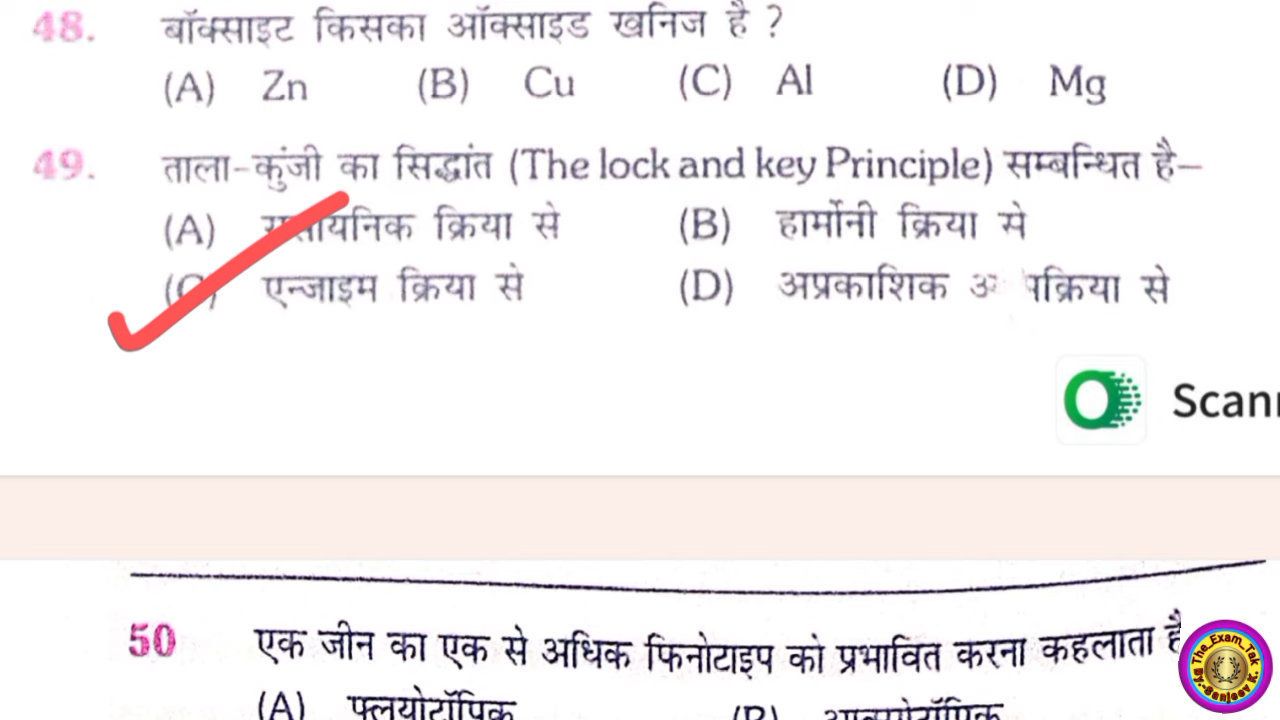 48. बॉक्साइट किसका ऑक्साइड खनिज है ?
(A) Zn (B) Cu (C) Al (D) Mg
49. ताला-कुंजी का सिद्धांत (The lock and key Principle) सम्बन्धित है–
(A) क्रिया से (B) हार्मोनी क्रिया से
(C) एन्जाइम क्रिया से (D) अप्रकाशिक से
Scan
50 एक जीन का एक से अधिक फिनोटाइप को प्रभावित करना कहलाता है
(A) (B)
The_Exam_Tak
By:-Sanjeev K.